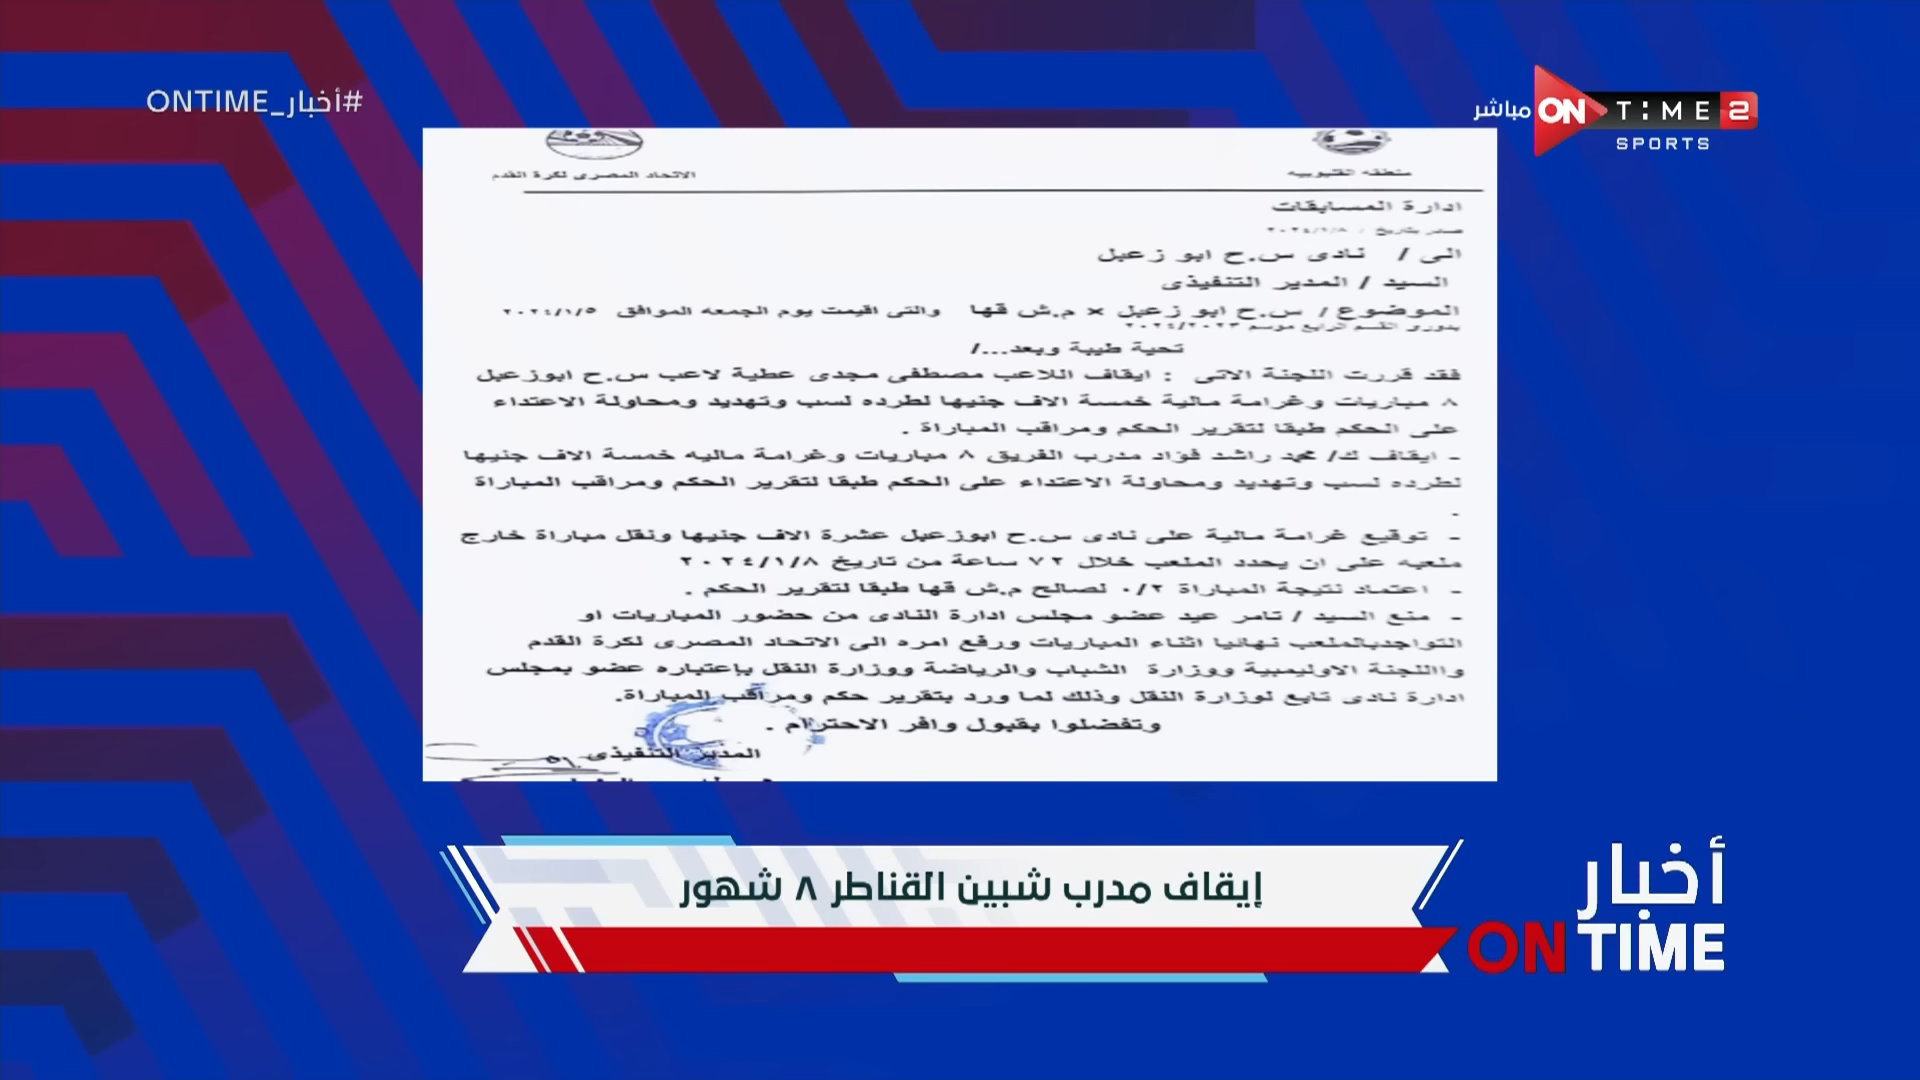 #أخبار_ONTIME
مباشر ON TIME 2
SPORTS
الاتحاد المصرى لكرة القدم
منطقه القليوبيه
ادارة المسابقات
صدر بتاريخ / ٢٠٢٤/١/٨
الى / نادى س.ح ابو زعبل
السيد / المدير التنفيذى
الموضوع / س.ح ابو زعبل × م.ش قها والتى اقيمت يوم الجمعه الموافق ٢٠٢٤/١/٥
بدورى القسم الرابع موسم ٢٠٢٤/٢٠٢٣
تحية طيبة وبعد.../
فقد قررت اللجنة الاتى : ايقاف اللاعب مصطفى مجدى عطية لاعب س.ح ابوزعبل
٨ مباريات وغرامة مالية خمسة الاف جنيها لطرده لسب وتهديد ومحاولة الاعتداء
على الحكم طبقا لتقرير الحكم ومراقب المباراة .
- ايقاف ك/ محمد راشد فؤاد مدرب الفريق ٨ مباريات وغرامة ماليه خمسة الاف جنيها
لطرده لسب وتهديد ومحاولة الاعتداء على الحكم طبقا لتقرير الحكم ومراقب المباراة
.
- توقيع غرامة مالية على نادى س.ح ابوزعبل عشرة الاف جنيها ونقل مباراة خارج
ملعبه على ان يحدد الملعب خلال ٧٢ ساعة من تاريخ ٢٠٢٤/١/٨
- اعتماد نتيجة المباراة ٠/٢ لصالح م.ش قها طبقا لتقرير الحكم .
- منع السيد / تامر عيد عضو مجلس ادارة النادى من حضور المباريات او
التواجدبالملعب نهائيا اثناء المباريات ورفع امره الى الاتحاد المصرى لكرة القدم
واللجنة الاوليمبية ووزارة الشباب والرياضة ووزارة النقل بإعتباره عضو بمجلس
ادارة نادى تابع لوزارة النقل وذلك لما ورد بتقرير حكم ومراقب المباراة.
وتفضلوا بقبول وافر الاحترام .
المدير التنفيذى
إيقاف مدرب شبين القناطر ٨ شهور
أخبار
ON TIME